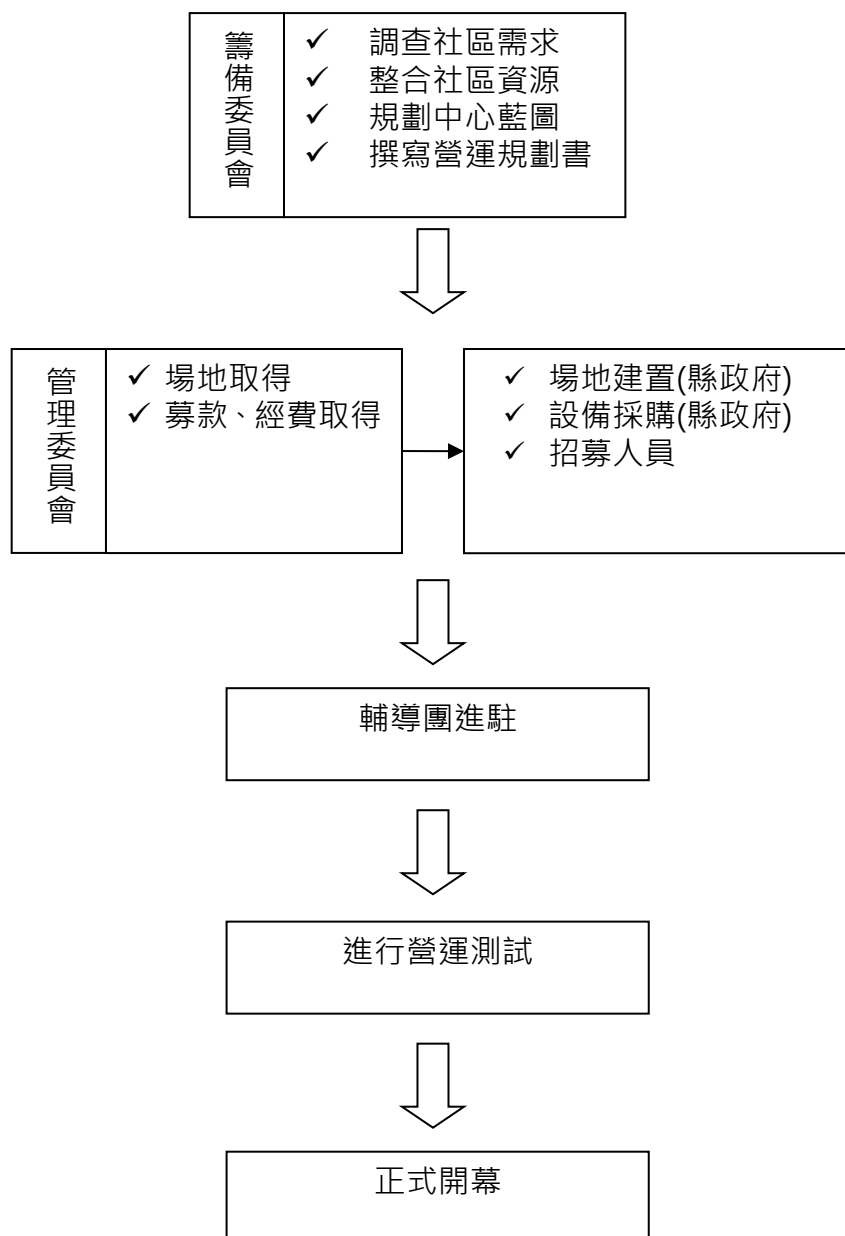 籌備委員會
✓ 調查社區需求
✓ 整合社區資源
✓ 規劃中心藍圖
✓ 撰寫營運規劃書
管理委員會
✓ 場地取得
✓ 募款、經費取得
✓ 場地建置(縣政府)
✓ 設備採購(縣政府)
✓ 招募人員
輔導團進駐
進行營運測試
正式開幕